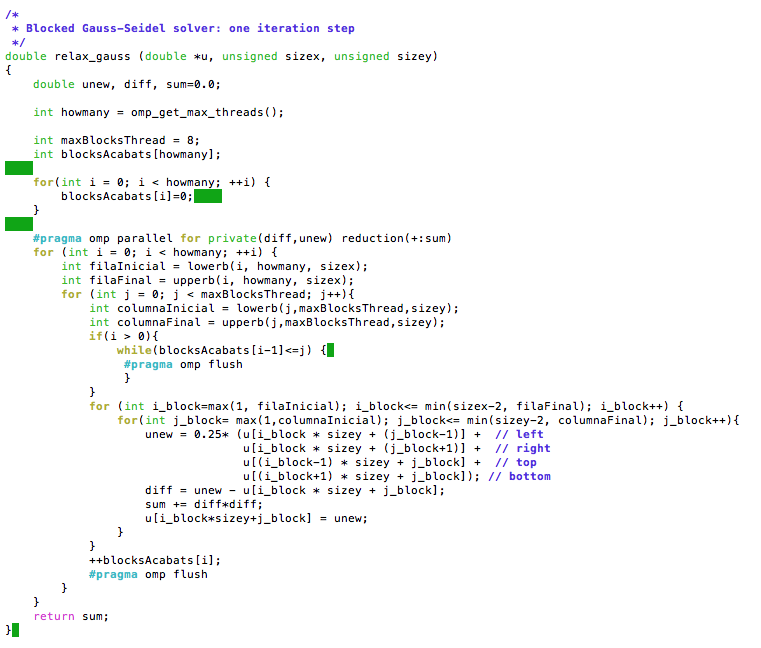 /*
 * Blocked Gauss-Seidel solver: one iteration step
 */
double relax_gauss (double *u, unsigned sizex, unsigned sizey)
{
    double unew, diff, sum=0.0;

    int howmany = omp_get_max_threads();

    int maxBlocksThread = 8;
    int blocksAcabats[howmany];

    for(int i = 0; i < howmany; ++i) {
        blocksAcabats[i]=0;
    }

    #pragma omp parallel for private(diff,unew) reduction(+:sum)
    for (int i = 0; i < howmany; ++i) {
        int filaInicial = lowerb(i, howmany, sizex);
        int filaFinal = upperb(i, howmany, sizex);
        for (int j = 0; j < maxBlocksThread; j++){
            int columnaInicial = lowerb(j,maxBlocksThread,sizey);
            int columnaFinal = upperb(j,maxBlocksThread,sizey);
            if(i > 0){
                while(blocksAcabats[i-1]<=j) {
                 #pragma omp flush
                 }
            }
            for (int i_block=max(1, filaInicial); i_block<= min(sizex-2, filaFinal); i_block++) {
                for(int j_block= max(1,columnaInicial); j_block<= min(sizey-2, columnaFinal); j_block++){
                    unew = 0.25* (u[i_block * sizey + (j_block-1)] +  // left
                                  u[i_block * sizey + (j_block+1)] +  // right
                                  u[(i_block-1) * sizey + j_block] +  // top
                                  u[(i_block+1) * sizey + j_block]); // bottom
                    diff = unew - u[i_block * sizey + j_block];
                    sum += diff*diff;
                    u[i_block*sizey+j_block] = unew;
                }
            }
            ++blocksAcabats[i];
            #pragma omp flush
        }
    }
    return sum;
}